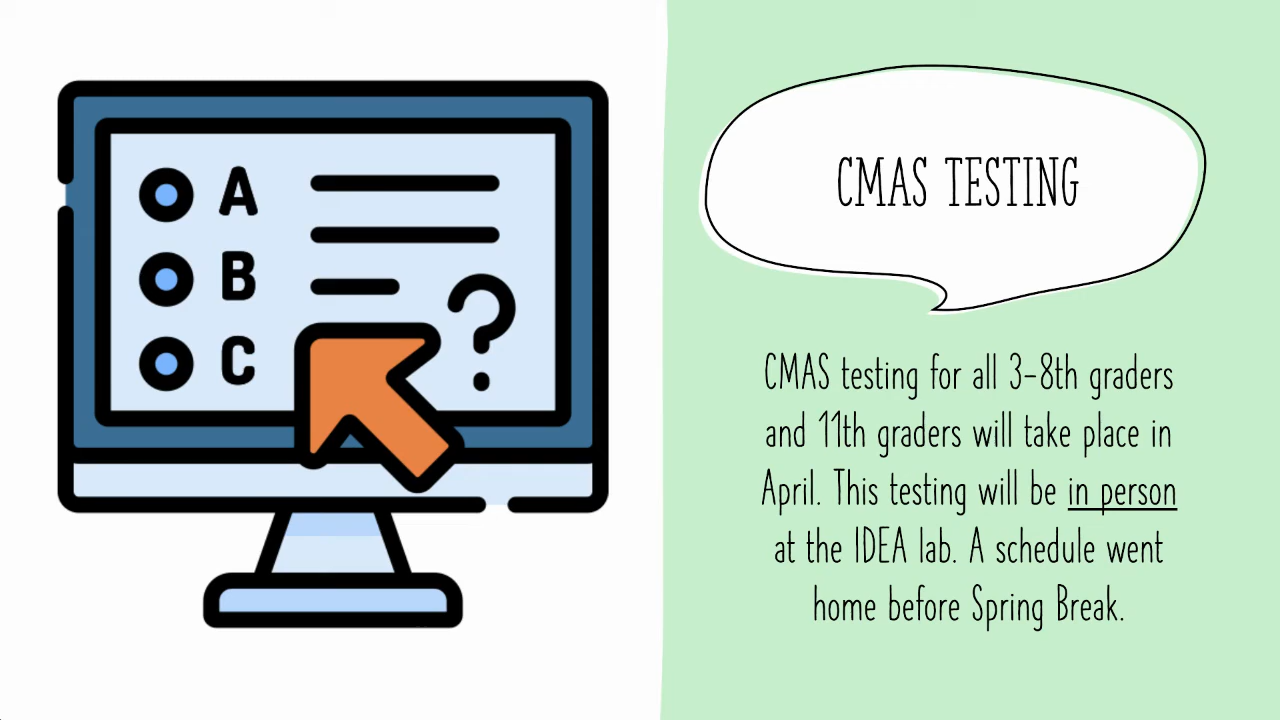 A
B
C
?
CMAS TESTING
CMAS testing for all 3-8th graders
and 11th graders will take place in
April. This testing will be in person
at the IDEA lab. A schedule went
home before Spring Break.